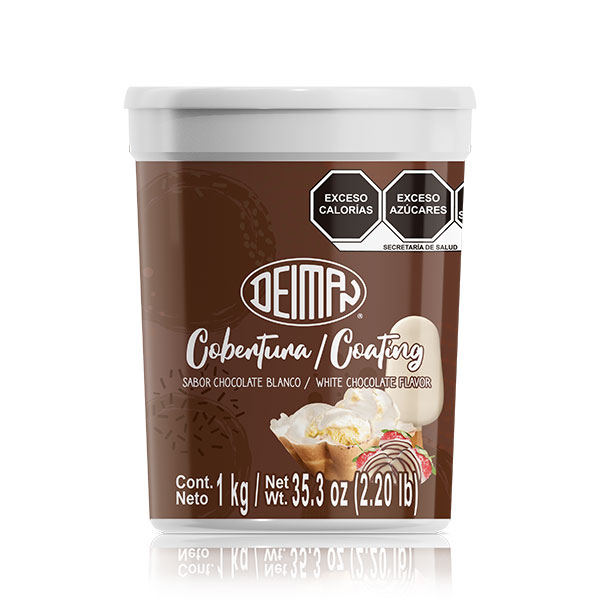 EXCESO
CALORÍAS
EXCESO
AZÚCARES
SECRETARÍA DE SALUD
DEIMAN
®
Cobertura / Coating
SABOR CHOCOLATE BLANCO / WHITE CHOCOLATE FLAVOR
Cont. Neto 1 kg / Net Wt. 35.3 oz (2.20 lb)